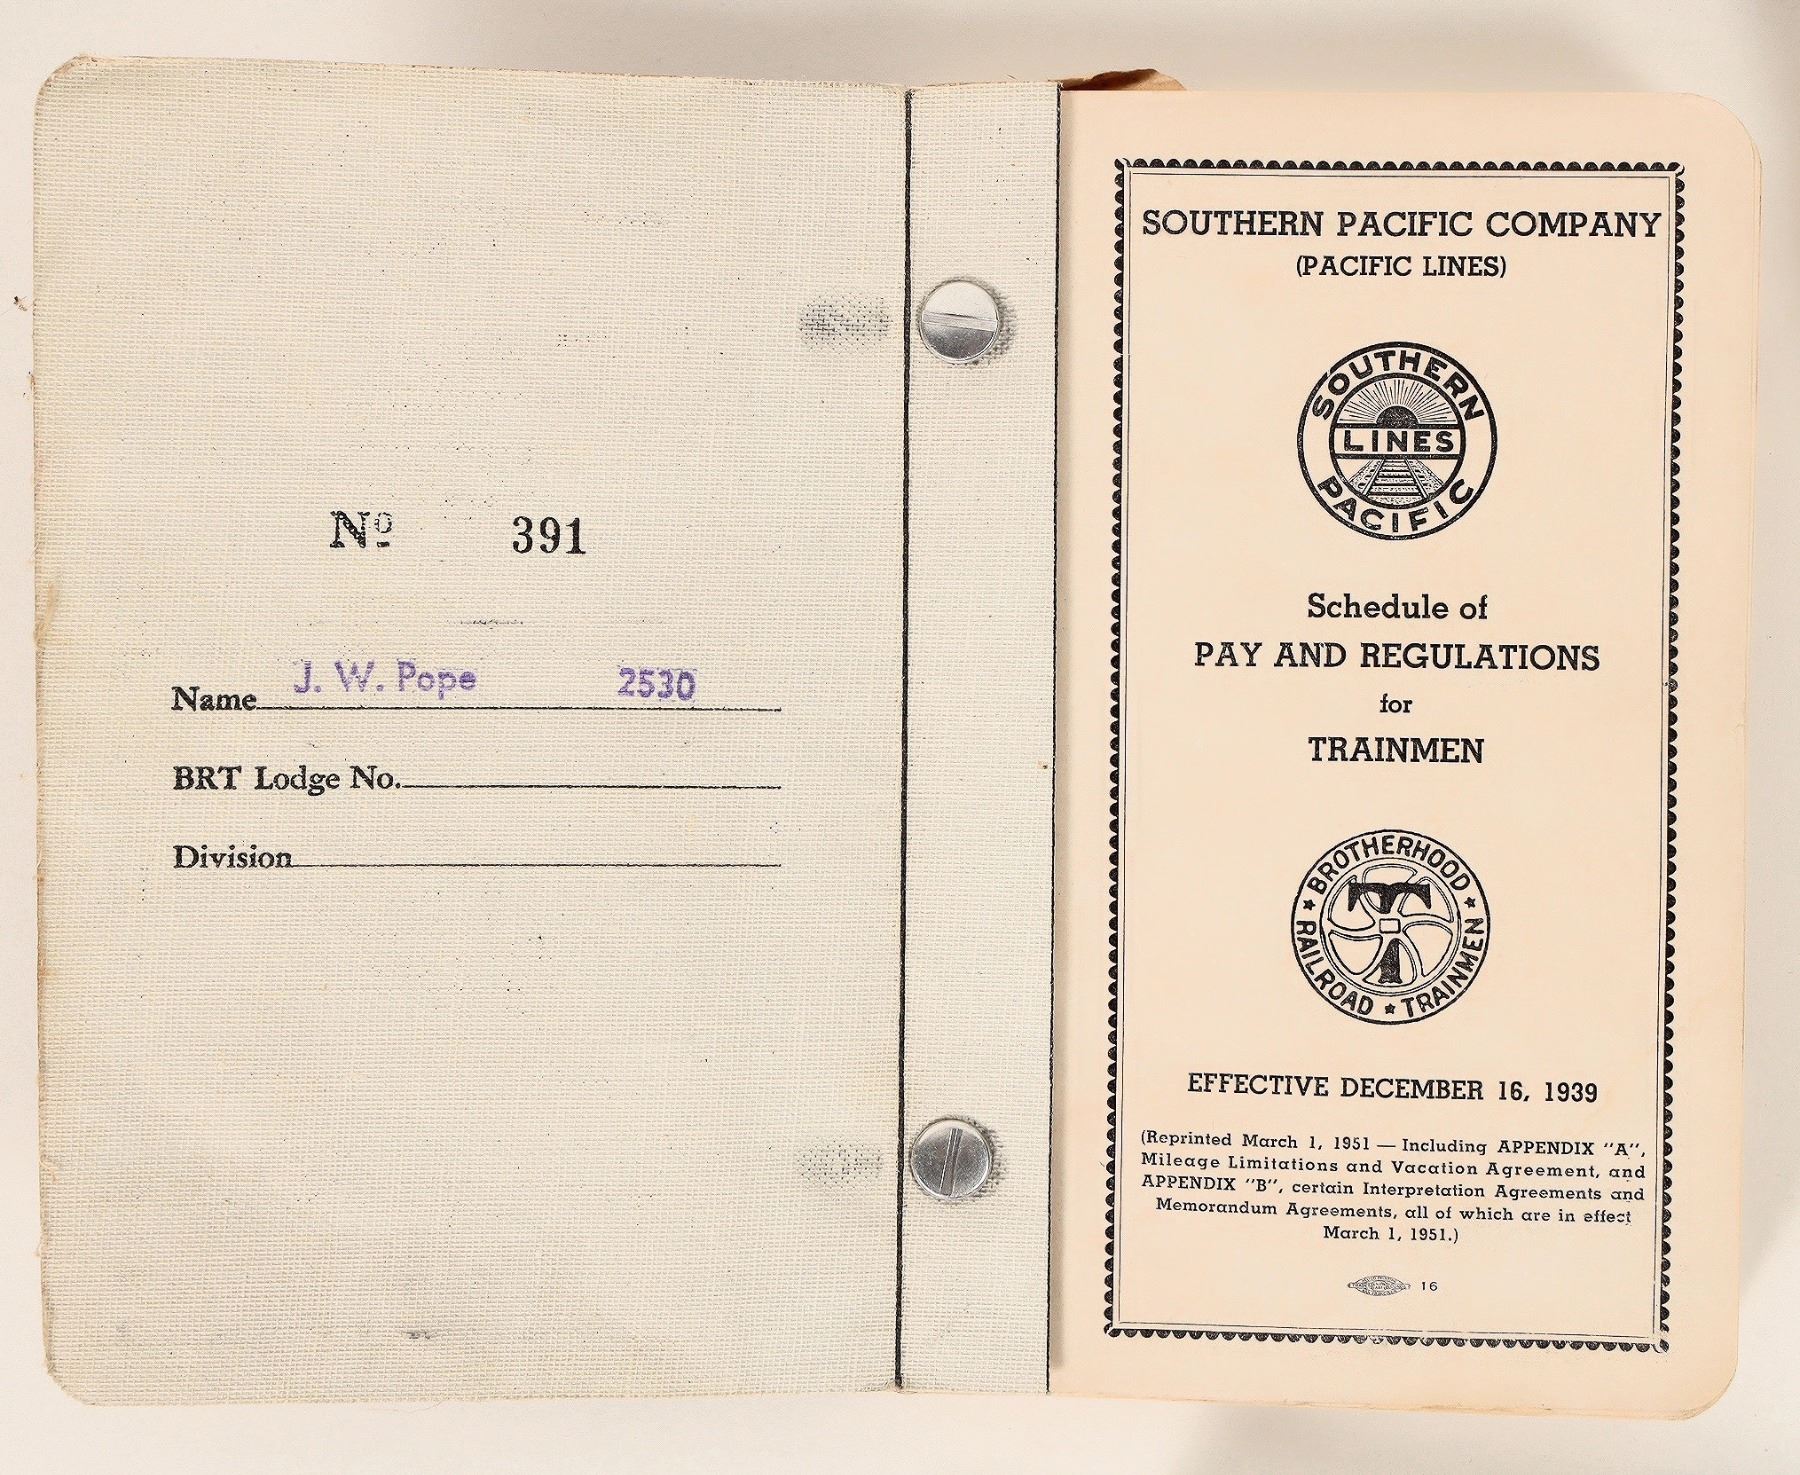 Nº 391
Name J. W. Pope 2530
BRT Lodge No.
Division
SOUTHERN PACIFIC COMPANY
(PACIFIC LINES)
SOUTHERN
LINES
PACIFIC
Schedule of
PAY AND REGULATIONS
for
TRAINMEN
BROTHERHOOD
T
RAILROAD ★ TRAINMEN
EFFECTIVE DECEMBER 16, 1939
(Reprinted March 1, 1951 — Including APPENDIX "A",
Mileage Limitations and Vacation Agreement, and
APPENDIX "B", certain Interpretation Agreements and
Memorandum Agreements, all of which are in effect
March 1, 1951.)
16